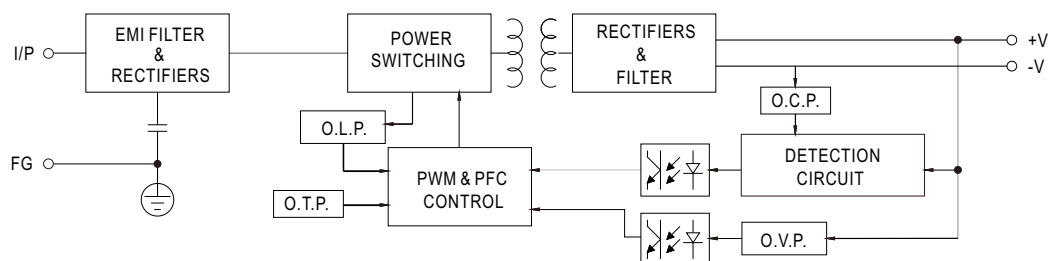 I/P
EMI FILTER
&
RECTIFIERS
POWER
SWITCHING
RECTIFIERS
&
FILTER
+V
-V
O.C.P.
O.L.P.
FG
PWM & PFC
CONTROL
DETECTION
CIRCUIT
O.T.P.
O.V.P.